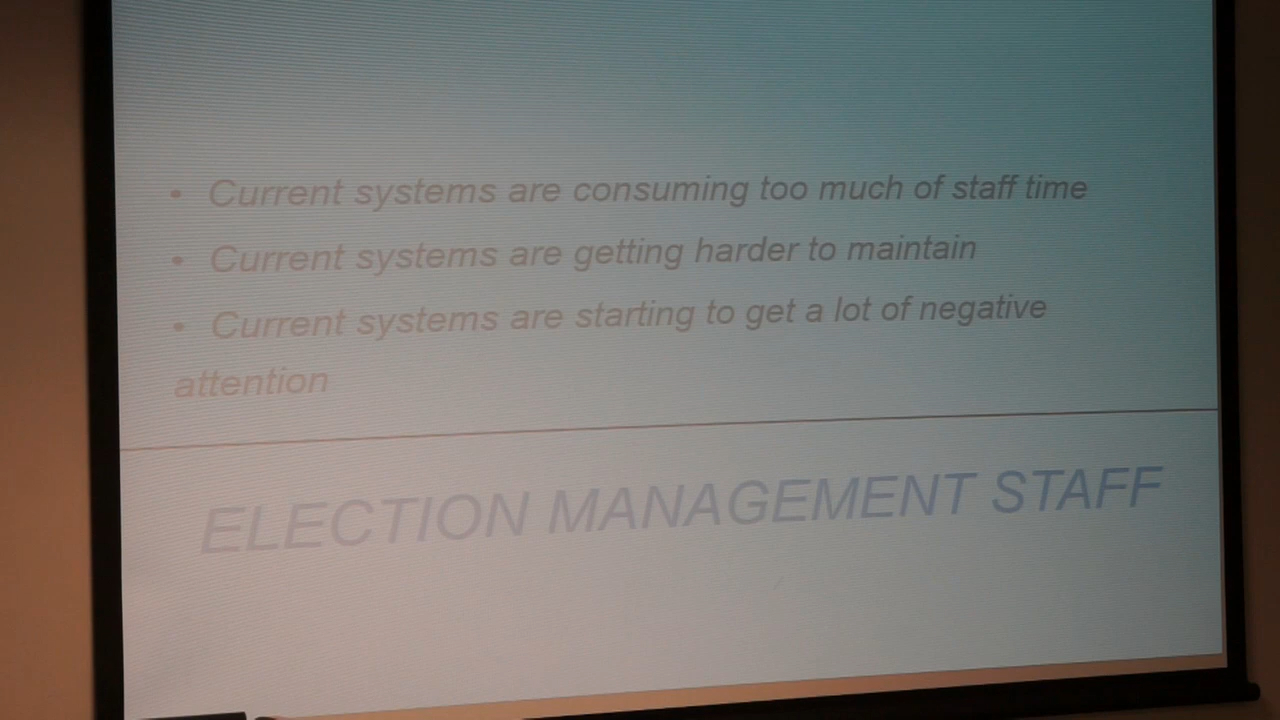 • Current systems are consuming too much of staff time
• Current systems are getting harder to maintain
• Current systems are starting to get a lot of negative
attention
ELECTION MANAGEMENT STAFF